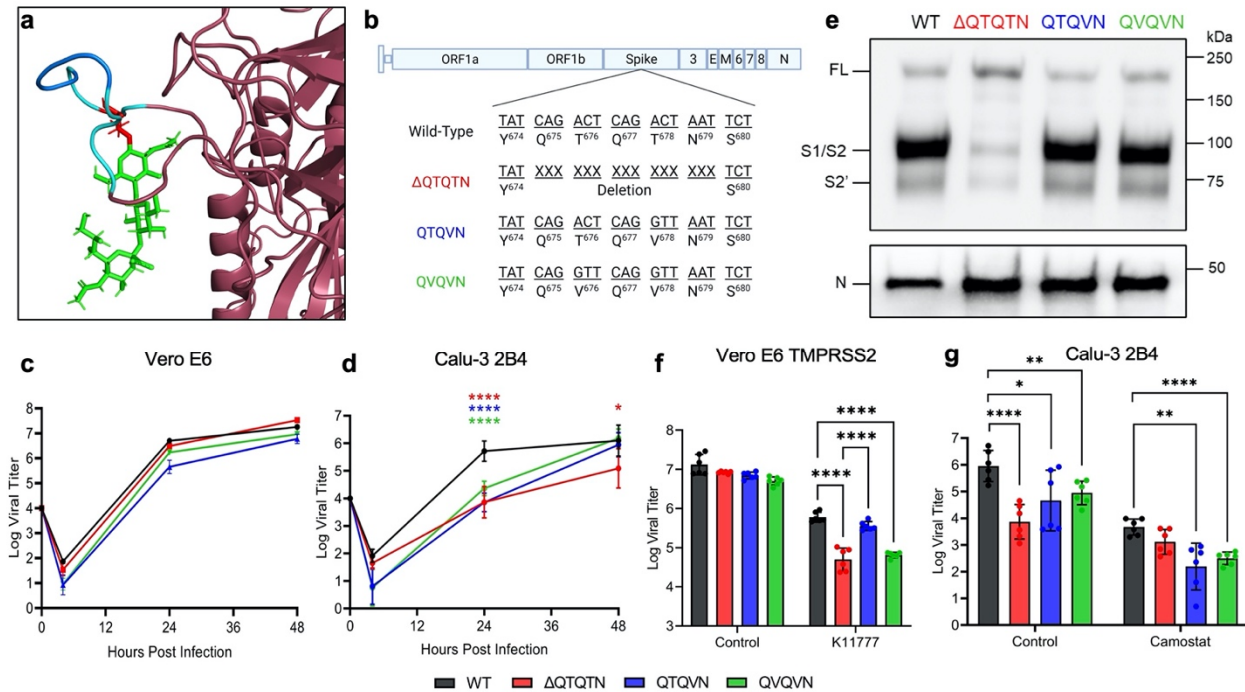 a
b
ORF1a ORF1b Spike 3 E M 6 7 8 N
Wild-Type
TAT CAG ACT CAG ACT AAT TCT
Y674 Q675 T676 Q677 T678 N679 S680
ΔQTQTN
TAT XXX XXX XXX XXX XXX TCT
Y674 Deletion S680
QTQVN
TAT CAG ACT CAG GTT AAT TCT
Y674 Q675 T676 Q677 V678 N679 S680
QVQVN
TAT CAG GTT CAG GTT AAT TCT
Y674 Q675 V676 Q677 V678 N679 S680
e
WT ΔQTQTN QTQVN QVQVN
kDa
FL
250
150
S1/S2
100
S2'
75
N
50
c
Vero E6
Log Viral Titer
8
7
6
5
4
3
2
1
0
0 12 24 36 48
Hours Post Infection
d
Calu-3 2B4
****
****
****
*
Log Viral Titer
7
6
5
4
3
2
1
0
0 12 24 36 48
Hours Post Infection
f
Vero E6 TMPRSS2
Log Viral Titer
9
8
7
6
5
4
3
2
****
****
****
Control K11777
g
Calu-3 2B4
Log Viral Titer
7
6
5
4
3
2
1
0
**
*
****
****
**
Control Camostat
WT ΔQTQTN QTQVN QVQVN